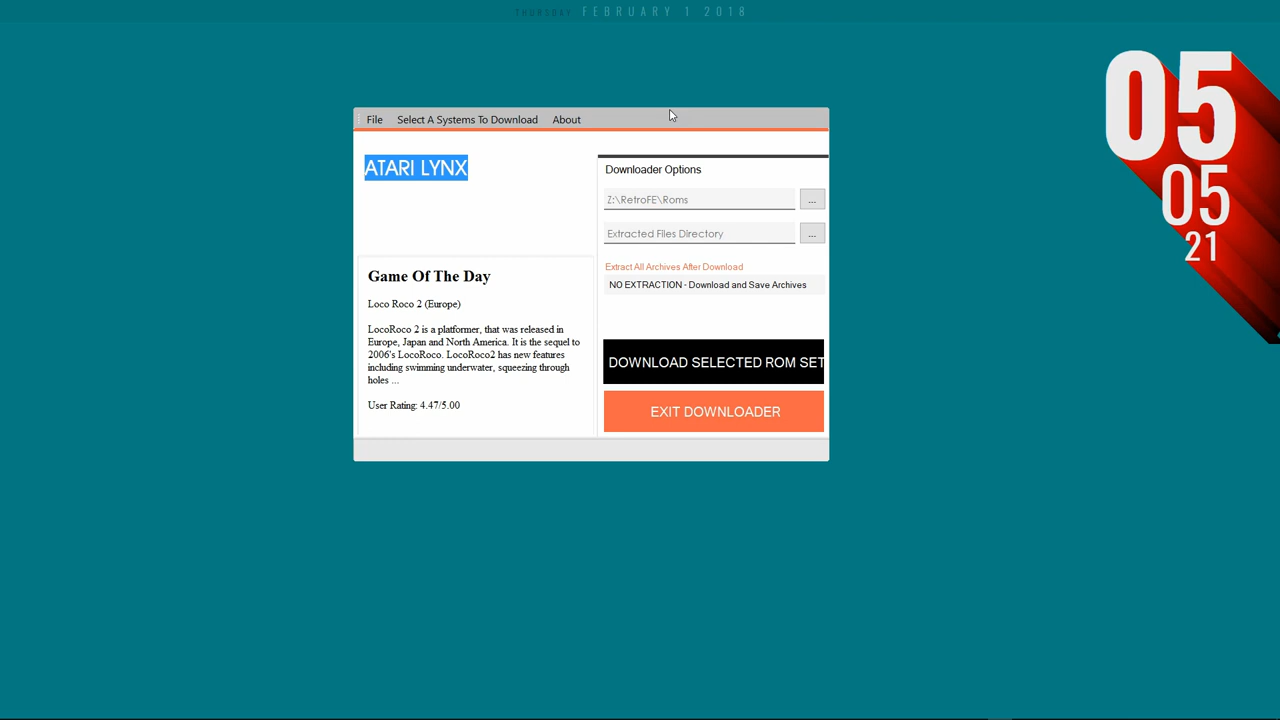 THURSDAY FEBRUARY 1 2018
05
05
21
File Select A Systems To Download About
ATARI LYNX
Downloader Options
Z:\RetroFE\Roms ...
Extracted Files Directory ...
Extract All Archives After Download
NO EXTRACTION - Download and Save Archives
DOWNLOAD SELECTED ROM SET
EXIT DOWNLOADER
Game Of The Day
Loco Roco 2 (Europe)
LocoRoco 2 is a platformer, that was released in
Europe, Japan and North America. It is the sequel to
2006's LocoRoco. LocoRoco2 has new features
including swimming underwater, squeezing through
holes ...
User Rating: 4.47/5.00